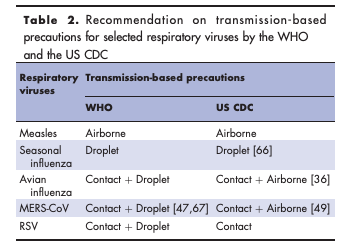 Table 2. Recommendation on transmission-based
precautions for selected respiratory viruses by the WHO
and the US CDC
Respiratory Transmission-based precautions
viruses
WHO US CDC
Measles Airborne Airborne
Seasonal Droplet Droplet [66]
influenza
Avian Contact + Droplet Contact + Airborne [36]
influenza
MERS-CoV Contact + Droplet [47,67] Contact + Airborne [49]
RSV Contact + Droplet Contact